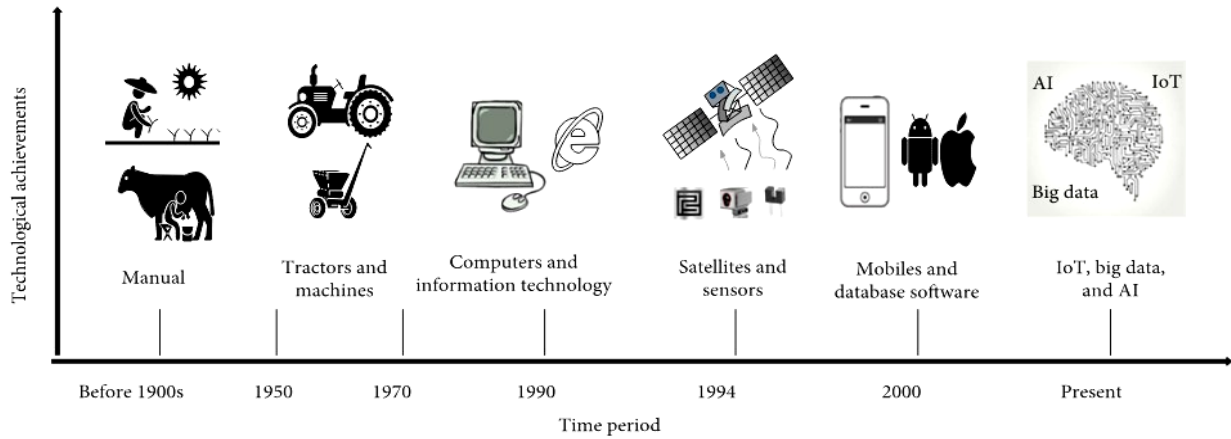 Technological achievements
AI
IoT
Big data
Manual
Tractors and
machines
Computers and
information technology
Satellites and
sensors
Mobiles and
database software
IoT, big data,
and AI
Before 1900s
1950
1970
1990
1994
2000
Present
Time period